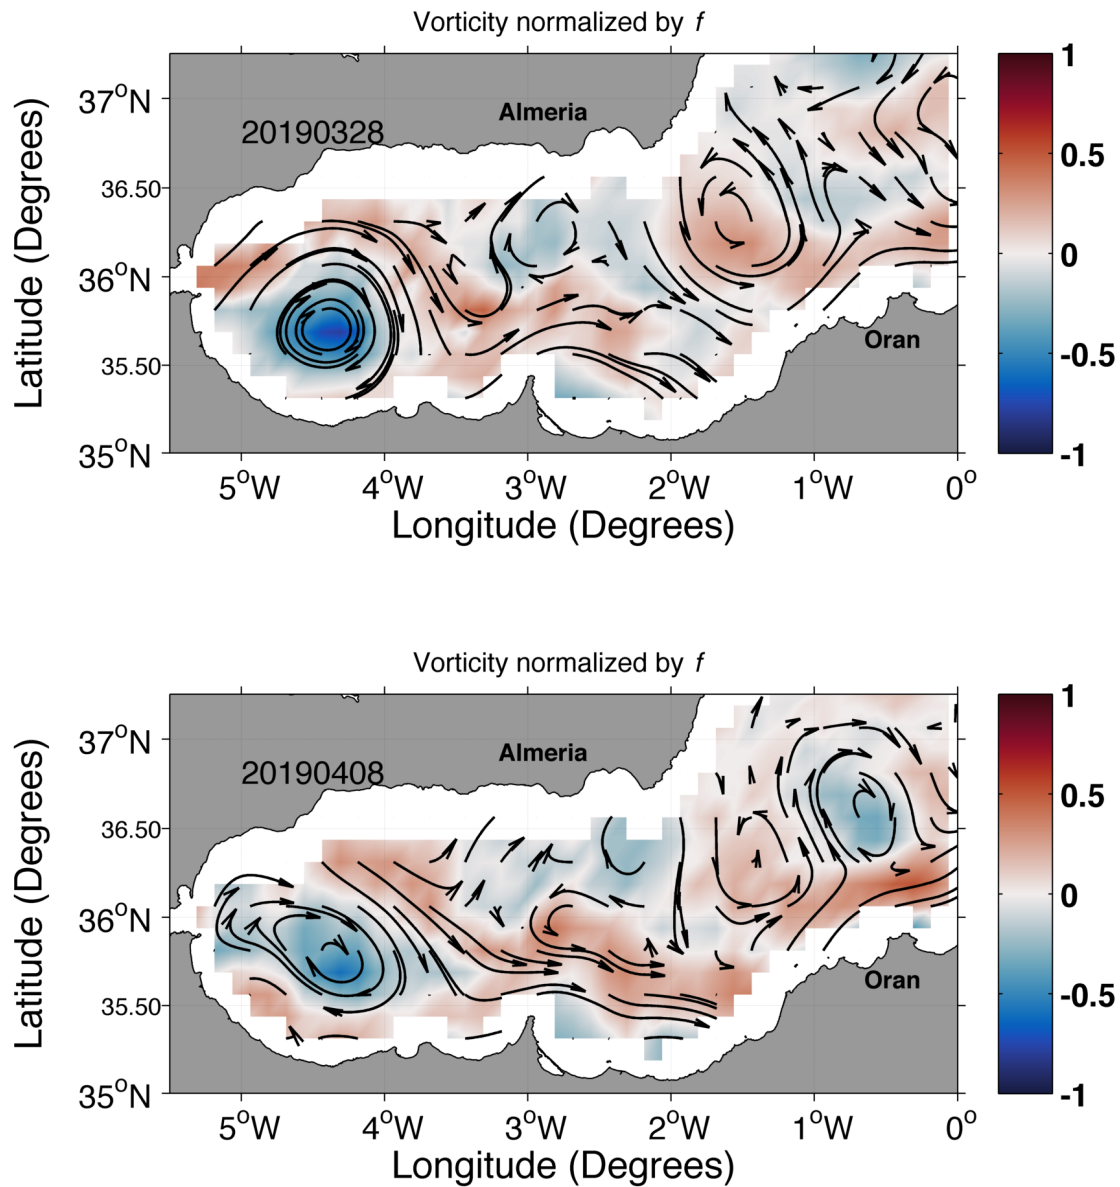 Vorticity normalized by f
37°N
36.50
36°N
35.50
35°N
Latitude (Degrees)
20190328
Almeria
Oran
5°W 4°W 3°W 2°W 1°W 0°
Longitude (Degrees)
1
0.5
0
-0.5
-1
Vorticity normalized by f
37°N
36.50
36°N
35.50
35°N
Latitude (Degrees)
20190408
Almeria
Oran
5°W 4°W 3°W 2°W 1°W 0°
Longitude (Degrees)
1
0.5
0
-0.5
-1